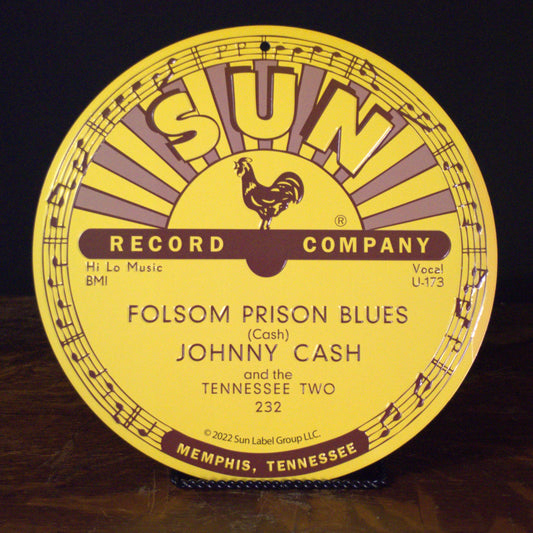 SUN
®
RECORD COMPANY
Hi Lo Music Vocal
BMI U-173
FOLSOM PRISON BLUES
(Cash)
JOHNNY CASH
and the
TENNESSEE TWO
232
© 2022 Sun Label Group LLC.
MEMPHIS, TENNESSEE